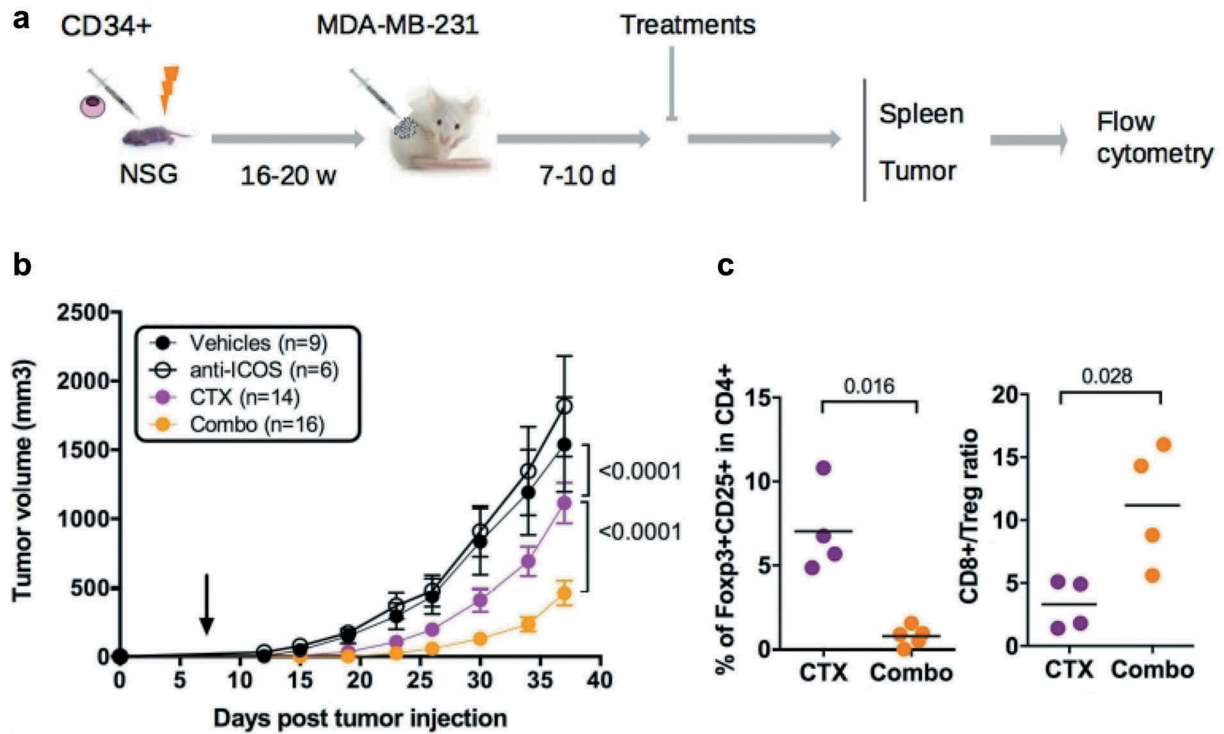 a
CD34+
MDA-MB-231
Treatments
NSG
16-20 w
7-10 d
Spleen
Tumor
Flow
cytometry
b
Tumor volume (mm3)
2500
2000
1500
1000
500
0
Vehicles (n=9)
anti-ICOS (n=6)
CTX (n=14)
Combo (n=16)
<0.0001
<0.0001
0 5 10 15 20 25 30 35 40
Days post tumor injection
c
% of Foxp3+CD25+ in CD4+
15
10
5
0
0.016
CTX Combo
CD8+/Treg ratio
20
15
10
5
0
0.028
CTX Combo